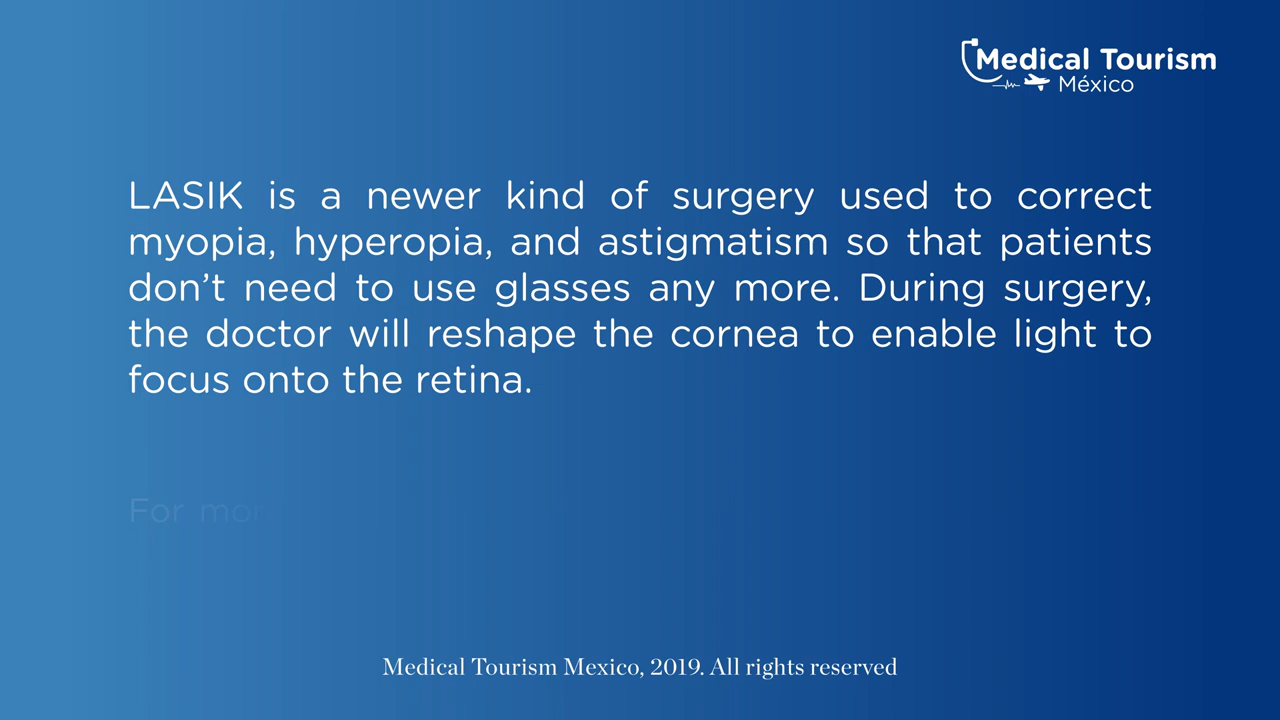 Medical Tourism
México
LASIK is a newer kind of surgery used to correct
myopia, hyperopia, and astigmatism so that patients
don't need to use glasses any more. During surgery,
the doctor will reshape the cornea to enable light to
focus onto the retina.
For mor
Medical Tourism Mexico, 2019. All rights reserved